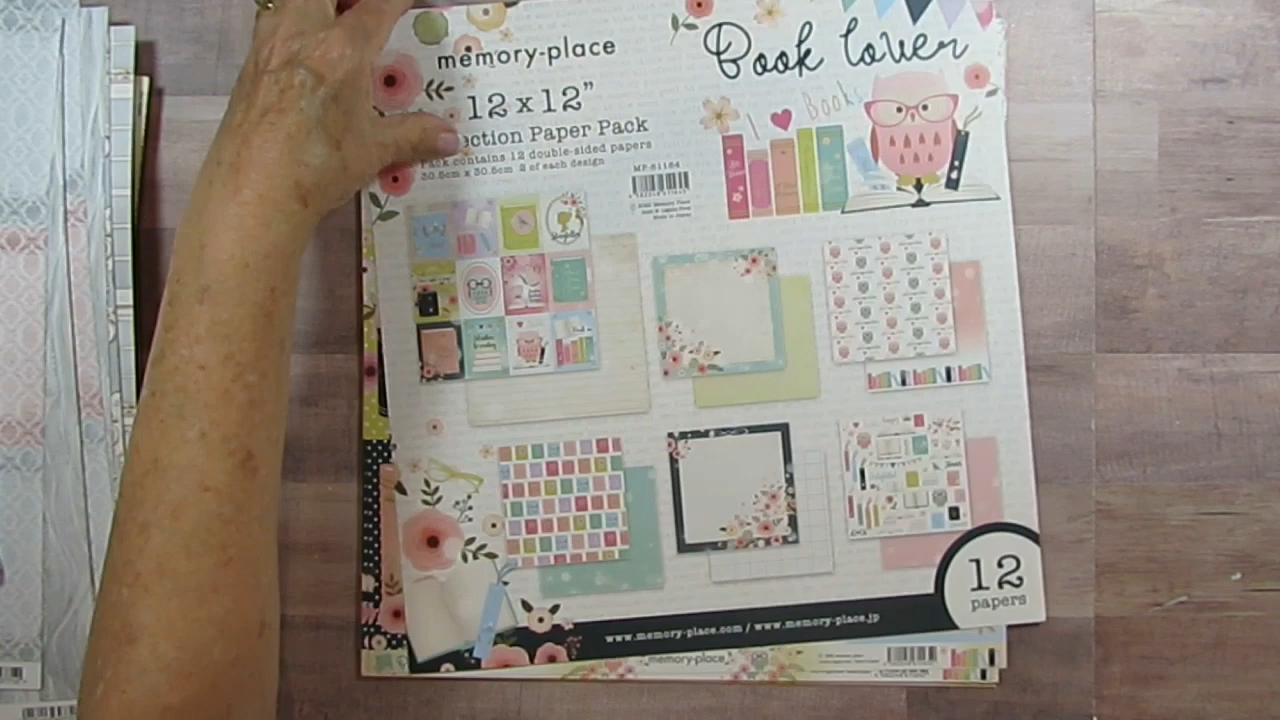 memory-place
12 x 12”
ection Paper Pack
Pack contains 12 double-sided papers
30.5cm x 30.5cm 2 of each design
MP-61164
Book lover
I Books
12
papers
www.memory-place.com / www.memory-place.jp
memory-place